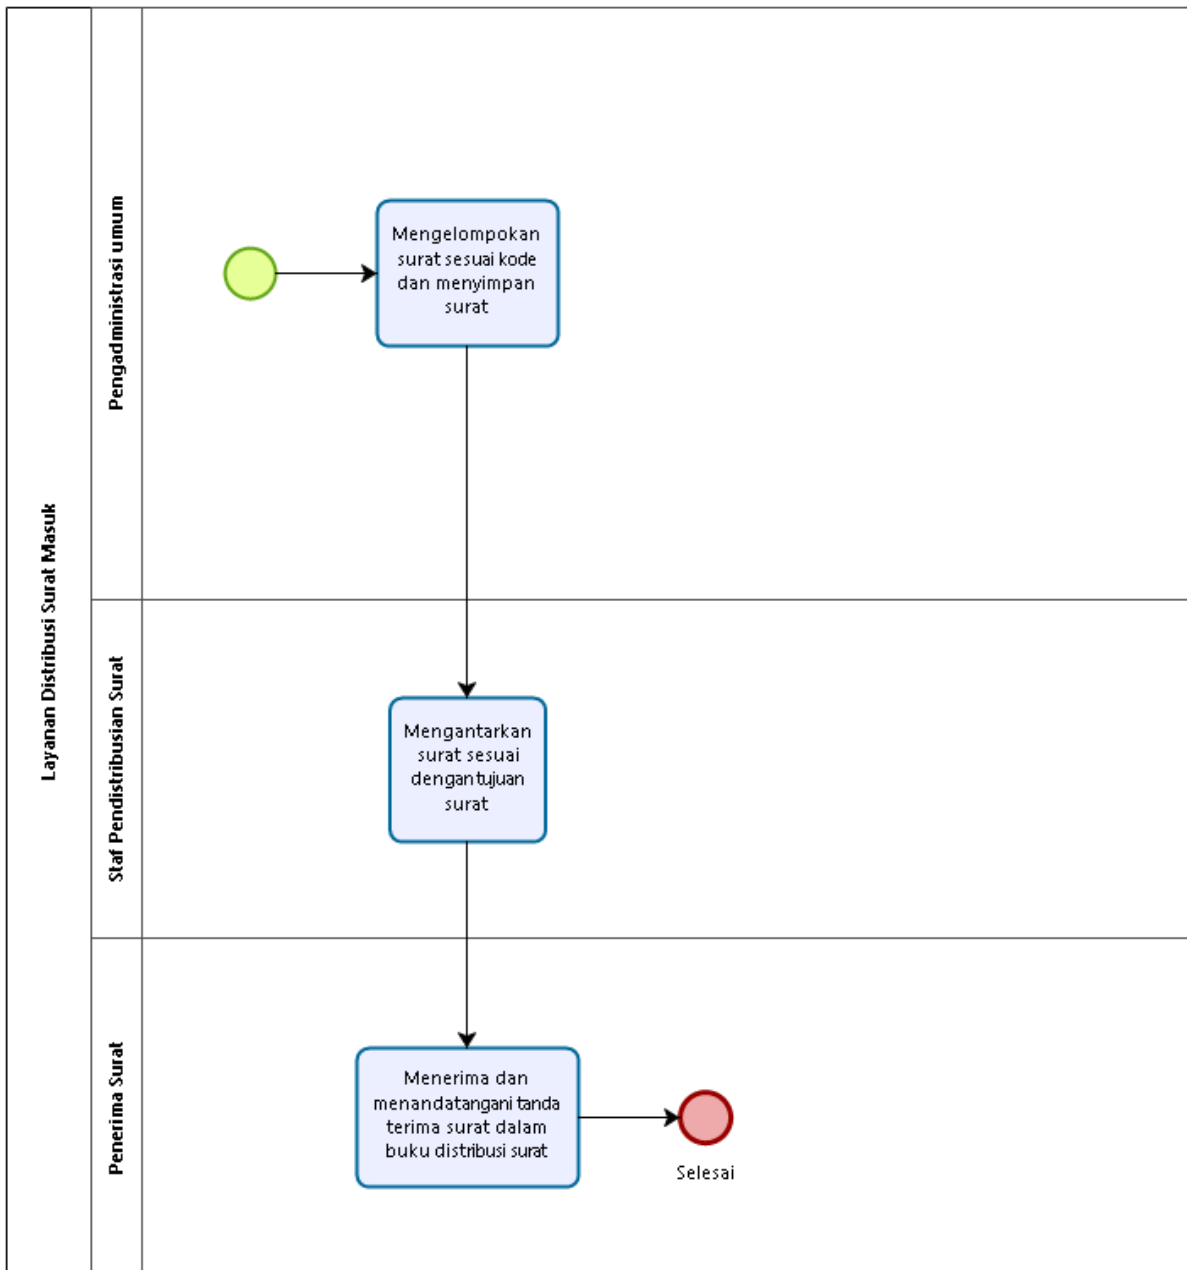 Layanan Distribusi Surat Masuk
Pengadministrasi umum
Mengelompokan
surat sesuai kode
dan menyimpan
surat
Staf Pendistribusian Surat
Mengantarkan
surat sesuai
dengan tujuan
surat
Penerima Surat
Menerima dan
menandatangani tanda
terima surat dalam
buku distribusi surat
Selesai